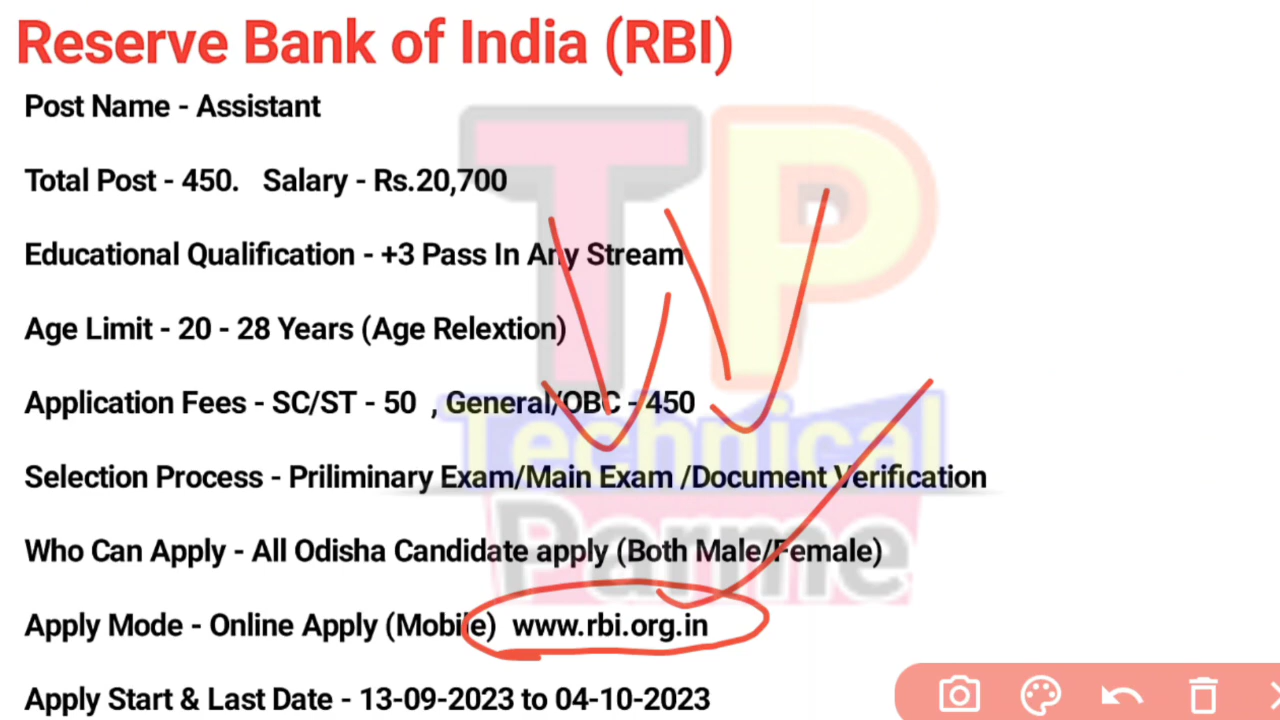 Reserve Bank of India (RBI)
Post Name - Assistant
Total Post - 450. Salary - Rs.20,700
Educational Qualification - +3 Pass In Any Stream
Age Limit - 20 - 28 Years (Age Relextion)
Application Fees - SC/ST - 50 , General/OBC - 450
Selection Process - Priliminary Exam/Main Exam /Document Verification
Who Can Apply - All Odisha Candidate apply (Both Male/Female)
Apply Mode - Online Apply (Mobile) www.rbi.org.in
Apply Start & Last Date - 13-09-2023 to 04-10-2023
TP
Technical
Parme